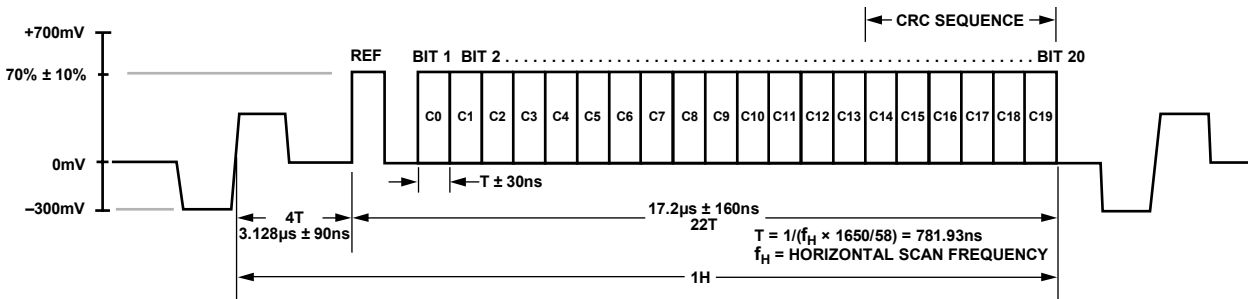 CRC SEQUENCE
+700mV
REF
BIT 1 BIT 2 . . . . . . . . . . . . . . . . . . . . . . . . . . . . . . . . . . . . . . . . . . . . . . . . . . . . . . . . . . . . BIT 20
70% ± 10%
C0 C1 C2 C3 C4 C5 C6 C7 C8 C9 C10 C11 C12 C13 C14 C15 C16 C17 C18 C19
0mV
T ± 30ns
–300mV
4T
3.128µs ± 90ns
17.2µs ± 160ns
22T
T = 1/(fH × 1650/58) = 781.93ns
fH = HORIZONTAL SCAN FREQUENCY
1H